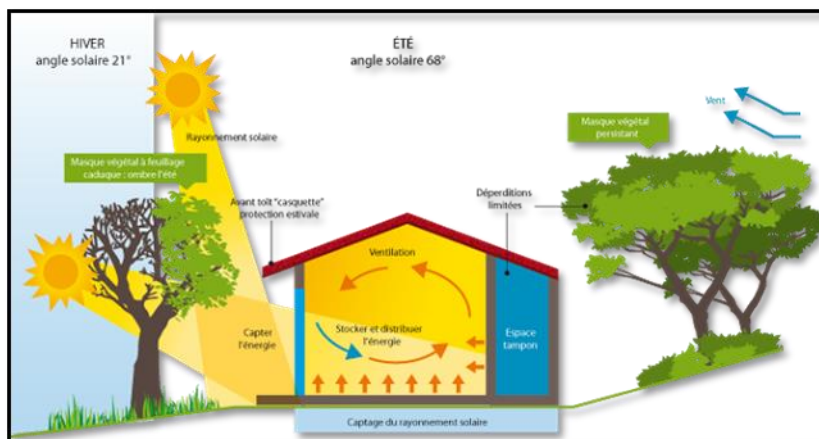 HIVER
angle solaire 21°
ÉTÉ
angle solaire 68°
Vent
Masque végétal
persistant
Rayonnement solaire
Masque végétal à feuillage
caduque : ombre l'été
Déperditions
limitées
Avant toît "casquette"
protection estivale
Ventilation
Capter
l'énergie
Stocker et distribuer
l'énergie
Espace
tampon
Captage du rayonnement solaire